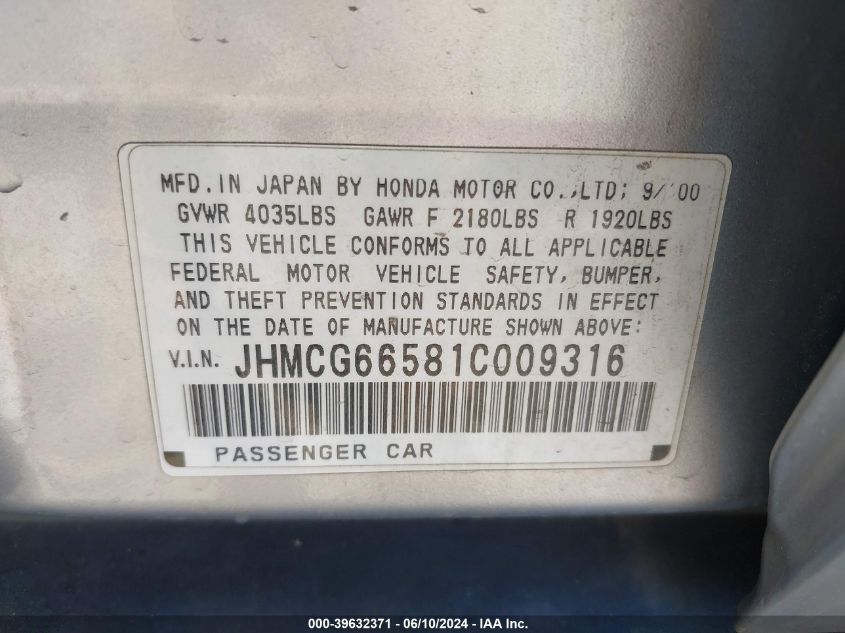 MFD. IN JAPAN BY HONDA MOTOR CO., LTD; 9/'00
GVWR 4035LBS GAWR F 2180LBS R 1920LBS
THIS VEHICLE CONFORMS TO ALL APPLICABLE
FEDERAL MOTOR VEHICLE SAFETY, BUMPER,
AND THEFT PREVENTION STANDARDS IN EFFECT
ON THE DATE OF MANUFACTURE SHOWN ABOVE:
V.I.N. JHMCG66581C009316
PASSENGER CAR
000-39632371 - 06/10/2024 - IAA Inc.